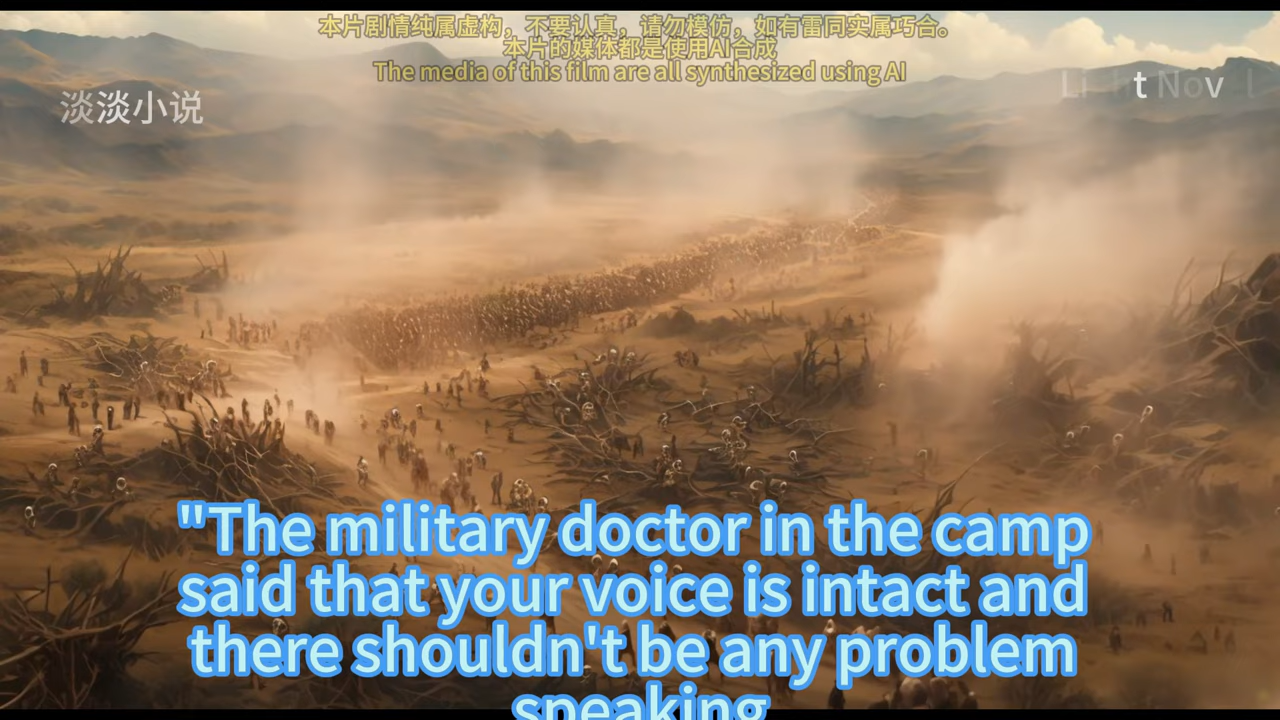 本片剧情纯属虚构，不要认真，请勿模仿，如有雷同实属巧合。
本片的媒体都是使用AI合成
The media of this film are all synthesized using AI
淡淡小说
Light Nov l
"The military doctor in the camp
said that your voice is intact and
there shouldn't be any problem
speaking